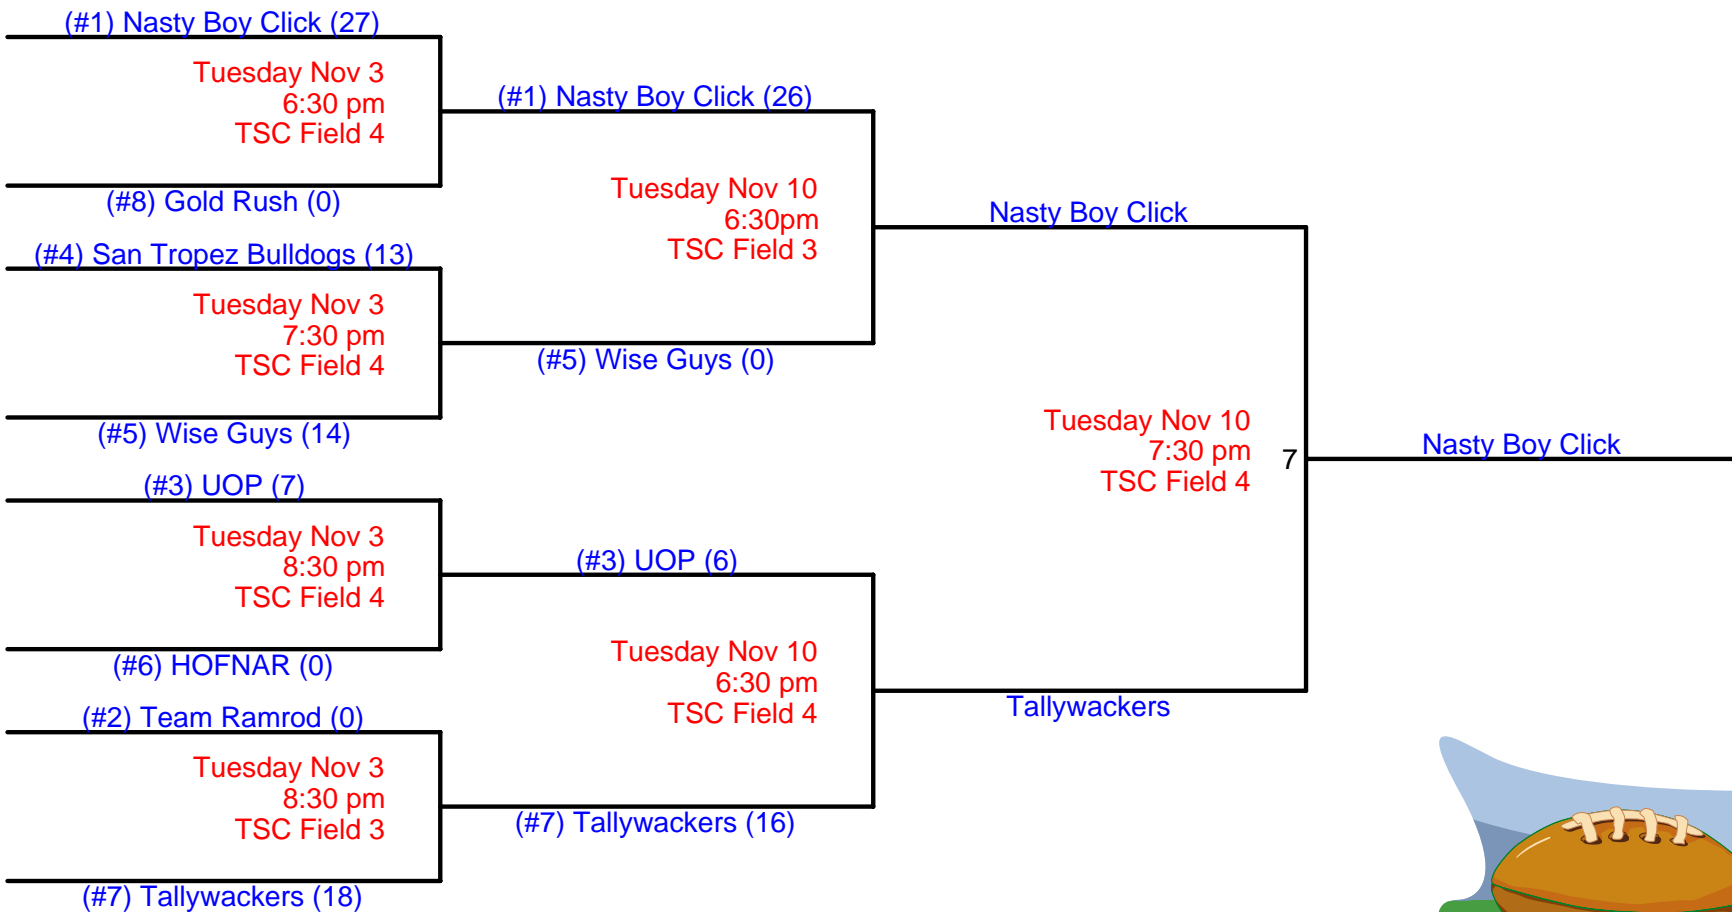 (#1) Nasty Boy Click (27)
Tuesday Nov 3
6:30 pm
TSC Field 4
(#8) Gold Rush (0)
(#4) San Tropez Bulldogs (13)
Tuesday Nov 3
7:30 pm
TSC Field 4
(#5) Wise Guys (14)
(#3) UOP (7)
Tuesday Nov 3
8:30 pm
TSC Field 4
(#6) HOFNAR (0)
(#2) Team Ramrod (0)
Tuesday Nov 3
8:30 pm
TSC Field 3
(#7) Tallywackers (18)
(#1) Nasty Boy Click (26)
Tuesday Nov 10
6:30pm
TSC Field 3
(#5) Wise Guys (0)
(#3) UOP (6)
Tuesday Nov 10
6:30 pm
TSC Field 4
(#7) Tallywackers (16)
Nasty Boy Click
Tuesday Nov 10
7:30 pm
TSC Field 4
7
Tallywackers
Nasty Boy Click